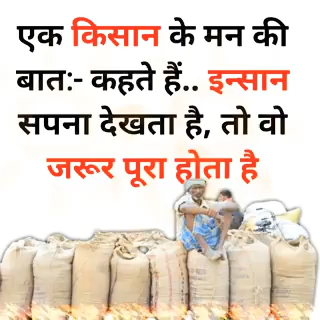 एक किसान के मन की
बात:- कहते हैं.. इन्सान
सपना देखता है, तो वो
जरूर पूरा होता है